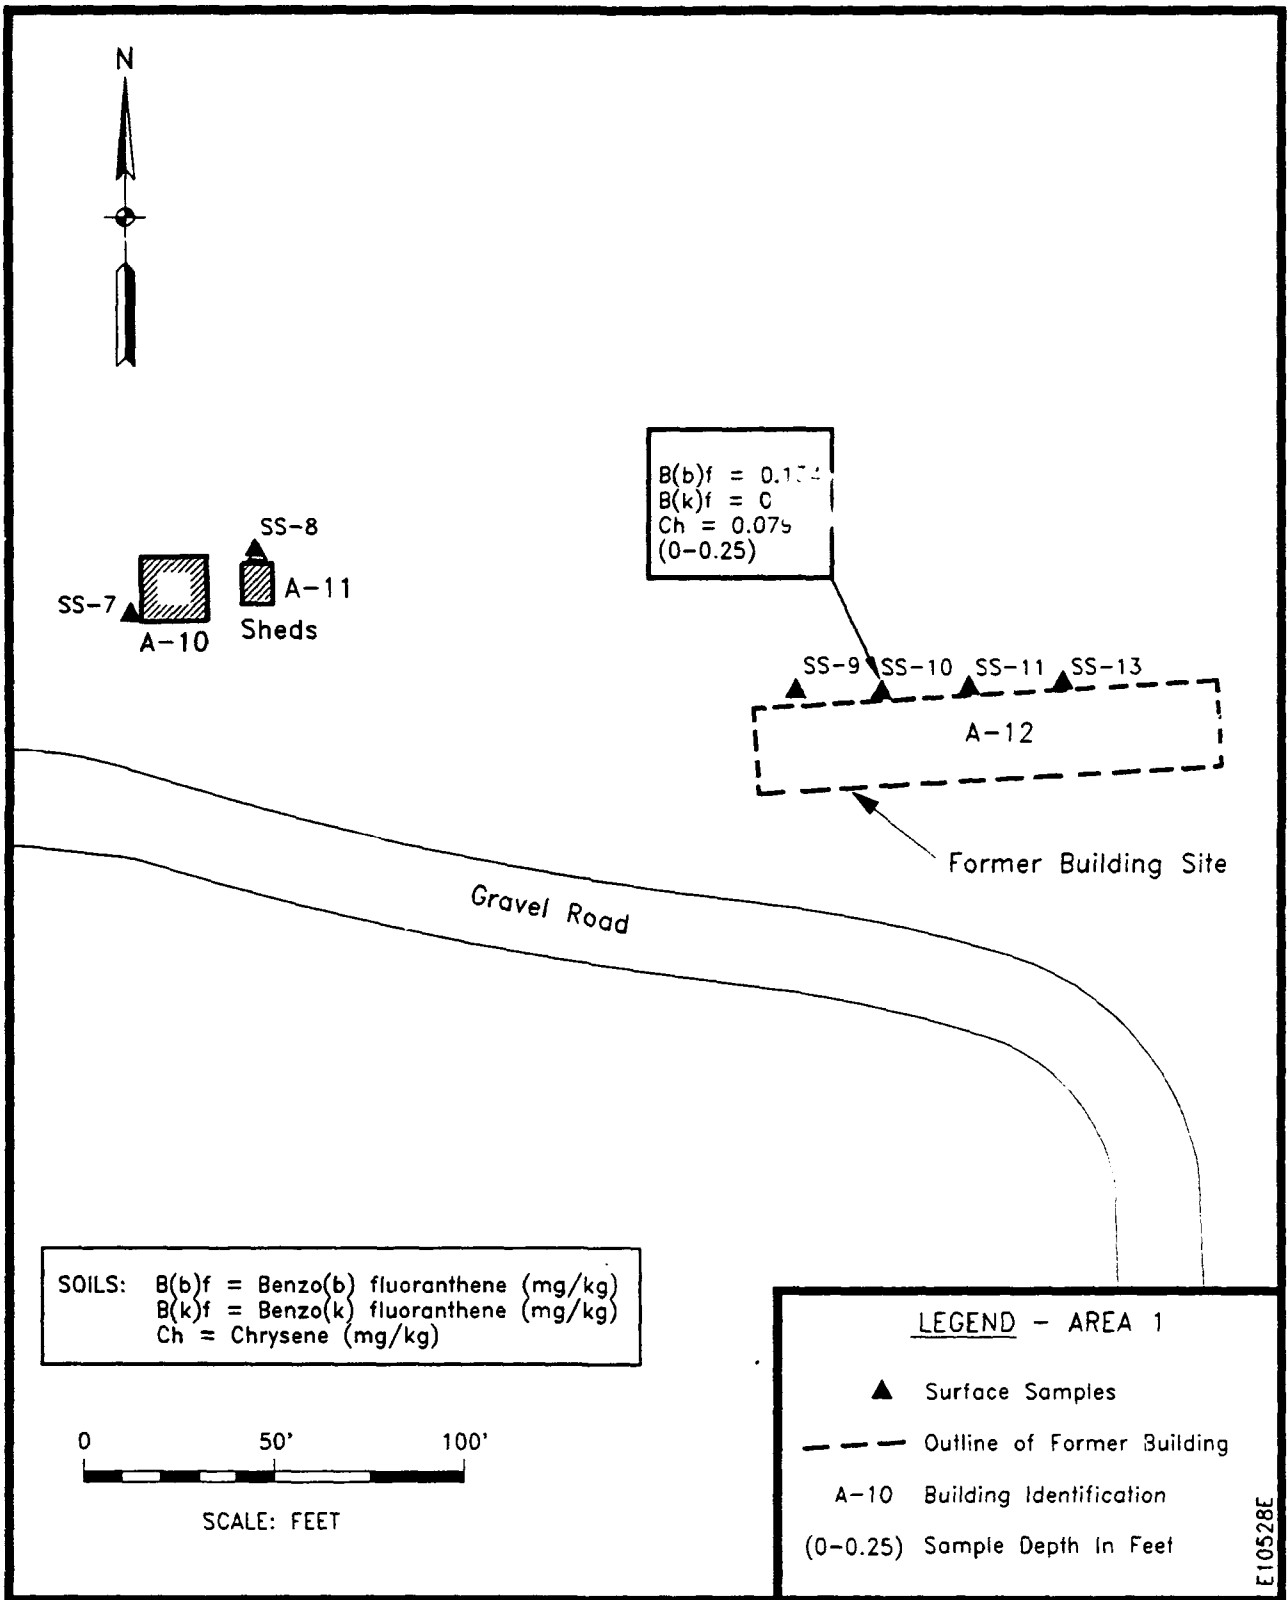 N
B(b)f =
B(k)f = 0
Ch =
(0-0.25)
SS-8
SS-7
A-11
A-10
Sheds
SS-9
SS-10
SS-11
SS-13
A-12
Former Building Site
Gravel Road
SOILS: B(b)f = Benzo(b) fluoranthene (mg/kg)
B(k)f = Benzo(k) fluoranthene (mg/kg)
Ch = Chrysene (mg/kg)
0 50' 100'
SCALE: FEET
LEGEND - AREA 1
Surface Samples
Outline of Former Building
A-10 Building Identification
(0-0.25) Sample Depth In Feet
E10528E